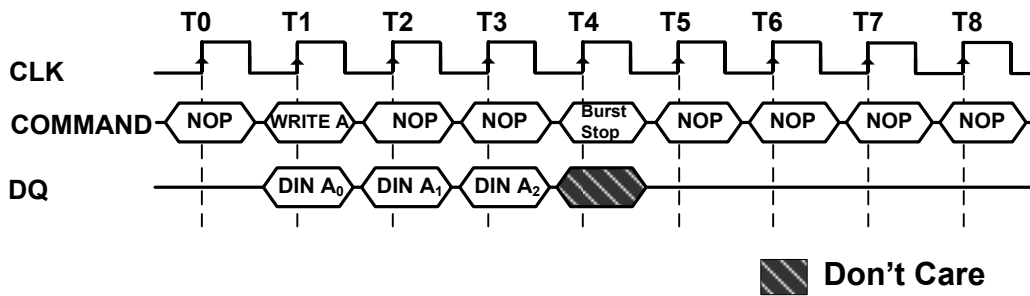 T0 T1 T2 T3 T4 T5 T6 T7 T8
CLK
COMMAND NOP WRITE A NOP NOP Burst Stop NOP NOP NOP NOP
DQ DIN A0 DIN A1 DIN A2
Don't Care